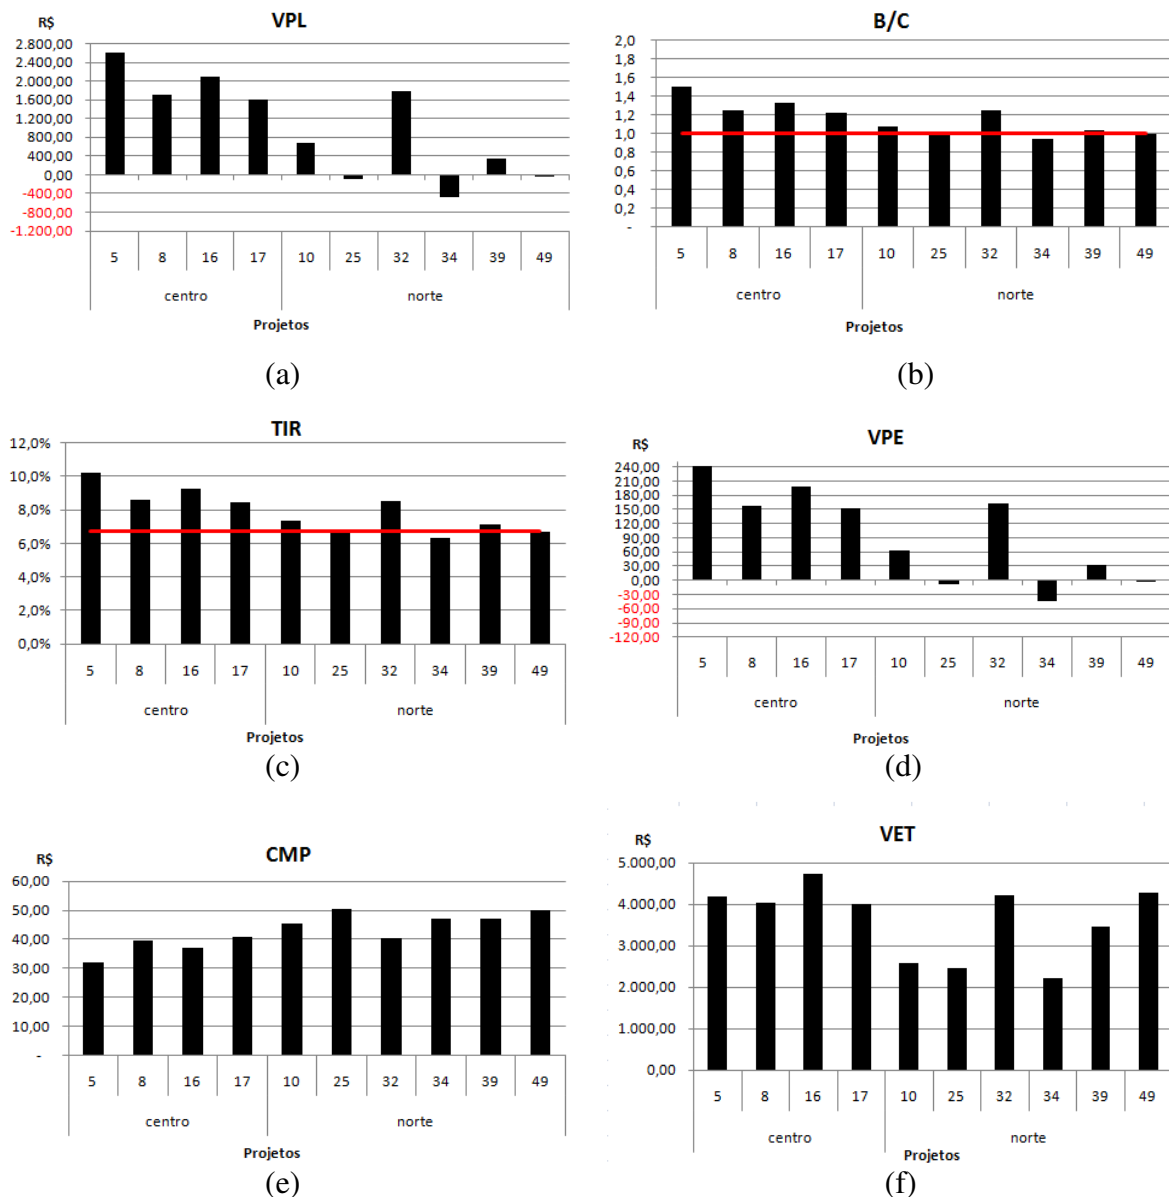 VPL
R$
2.800,00
2.400,00
2.000,00
1.600,00
1.200,00
800,00
400,00
0,00
-400,00
-800,00
-1.200,00
5 8 16 17 10 25 32 34 39 49
centro norte
Projetos
(a)
B/C
2,0
1,8
1,6
1,4
1,2
1,0
0,8
0,6
0,4
0,2
-
5 8 16 17 10 25 32 34 39 49
centro norte
Projetos
(b)
TIR
12,0%
10,0%
8,0%
6,0%
4,0%
2,0%
0,0%
5 8 16 17 10 25 32 34 39 49
centro norte
Projetos
(c)
VPE
R$
240,00
210,00
180,00
150,00
120,00
90,00
60,00
30,00
0,00
-30,00
-60,00
-90,00
-120,00
5 8 16 17 10 25 32 34 39 49
centro norte
Projetos
(d)
CMP
R$
60,00
50,00
40,00
30,00
20,00
10,00
-
5 8 16 17 10 25 32 34 39 49
centro norte
Projetos
(e)
VET
R$
5.000,00
4.000,00
3.000,00
2.000,00
1.000,00
0,00
5 8 16 17 10 25 32 34 39 49
centro norte
Projetos
(f)